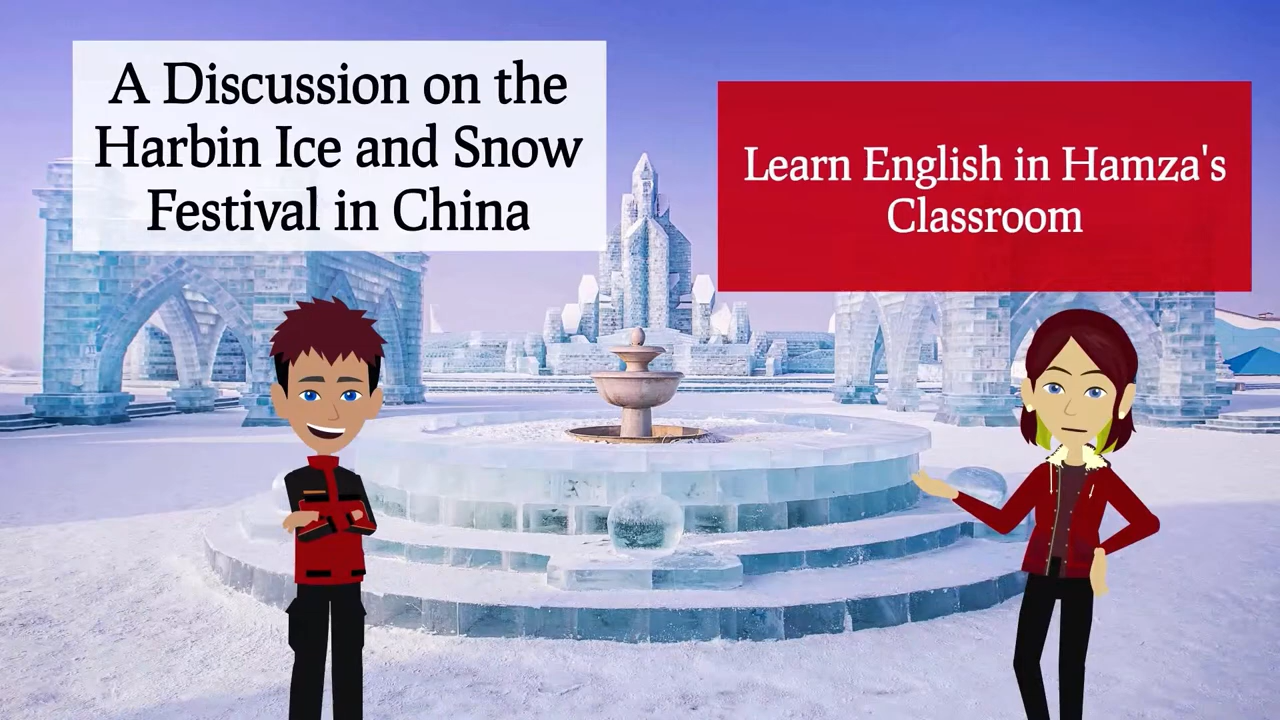 A Discussion on the
Harbin Ice and Snow
Festival in China
Learn English in Hamza's
Classroom